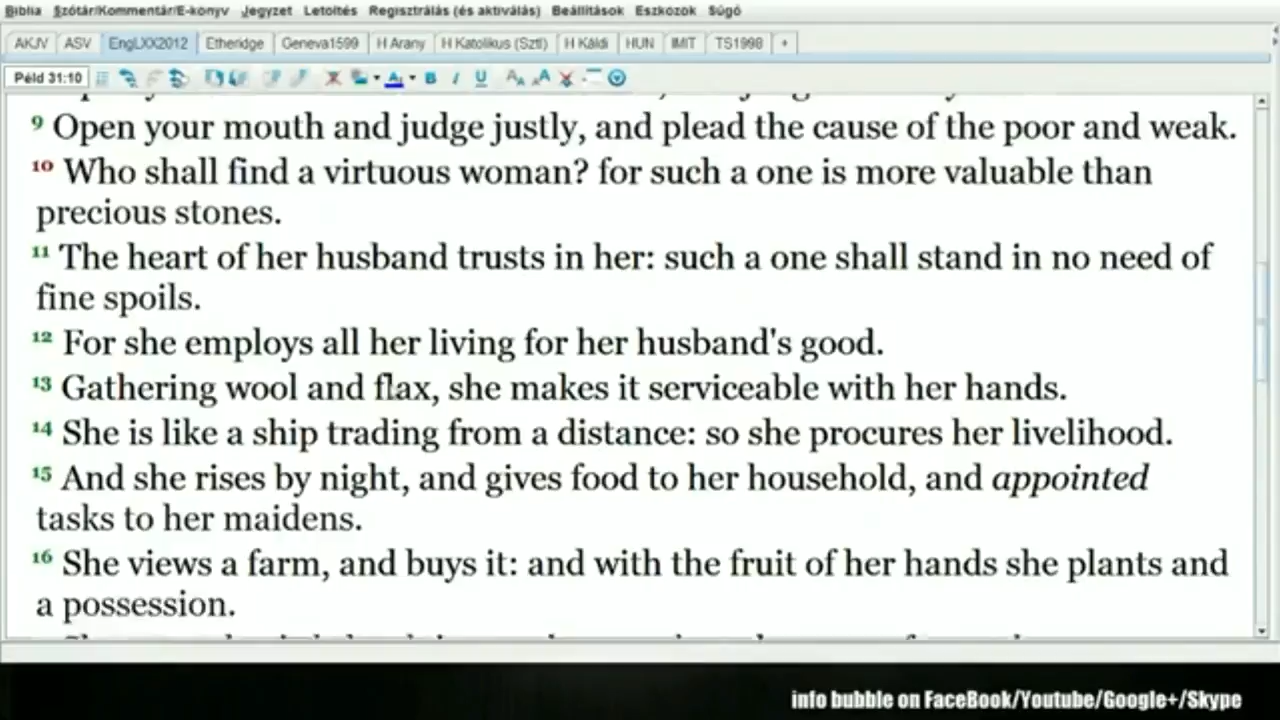 Biblia Szótár/Kommentár/E-könyv Jegyzet Letöltés Regisztrálás (és aktiválás) Beállítások Eszközök Súgó
AKJV ASV EngLXX2012 Etheridge Geneva1599 H Arany H Katolikus (Sztl) H Káldi HUN IMIT TS1998 +
Péld 31:10 A B I U
9 Open your mouth and judge justly, and plead the cause of the poor and weak.
10 Who shall find a virtuous woman? for such a one is more valuable than
precious stones.
11 The heart of her husband trusts in her: such a one shall stand in no need of
fine spoils.
12 For she employs all her living for her husband's good.
13 Gathering wool and flax, she makes it serviceable with her hands.
14 She is like a ship trading from a distance: so she procures her livelihood.
15 And she rises by night, and gives food to her household, and appointed
tasks to her maidens.
16 She views a farm, and buys it: and with the fruit of her hands she plants and
a possession.
info bubble on FaceBook/Youtube/Google+/Skype